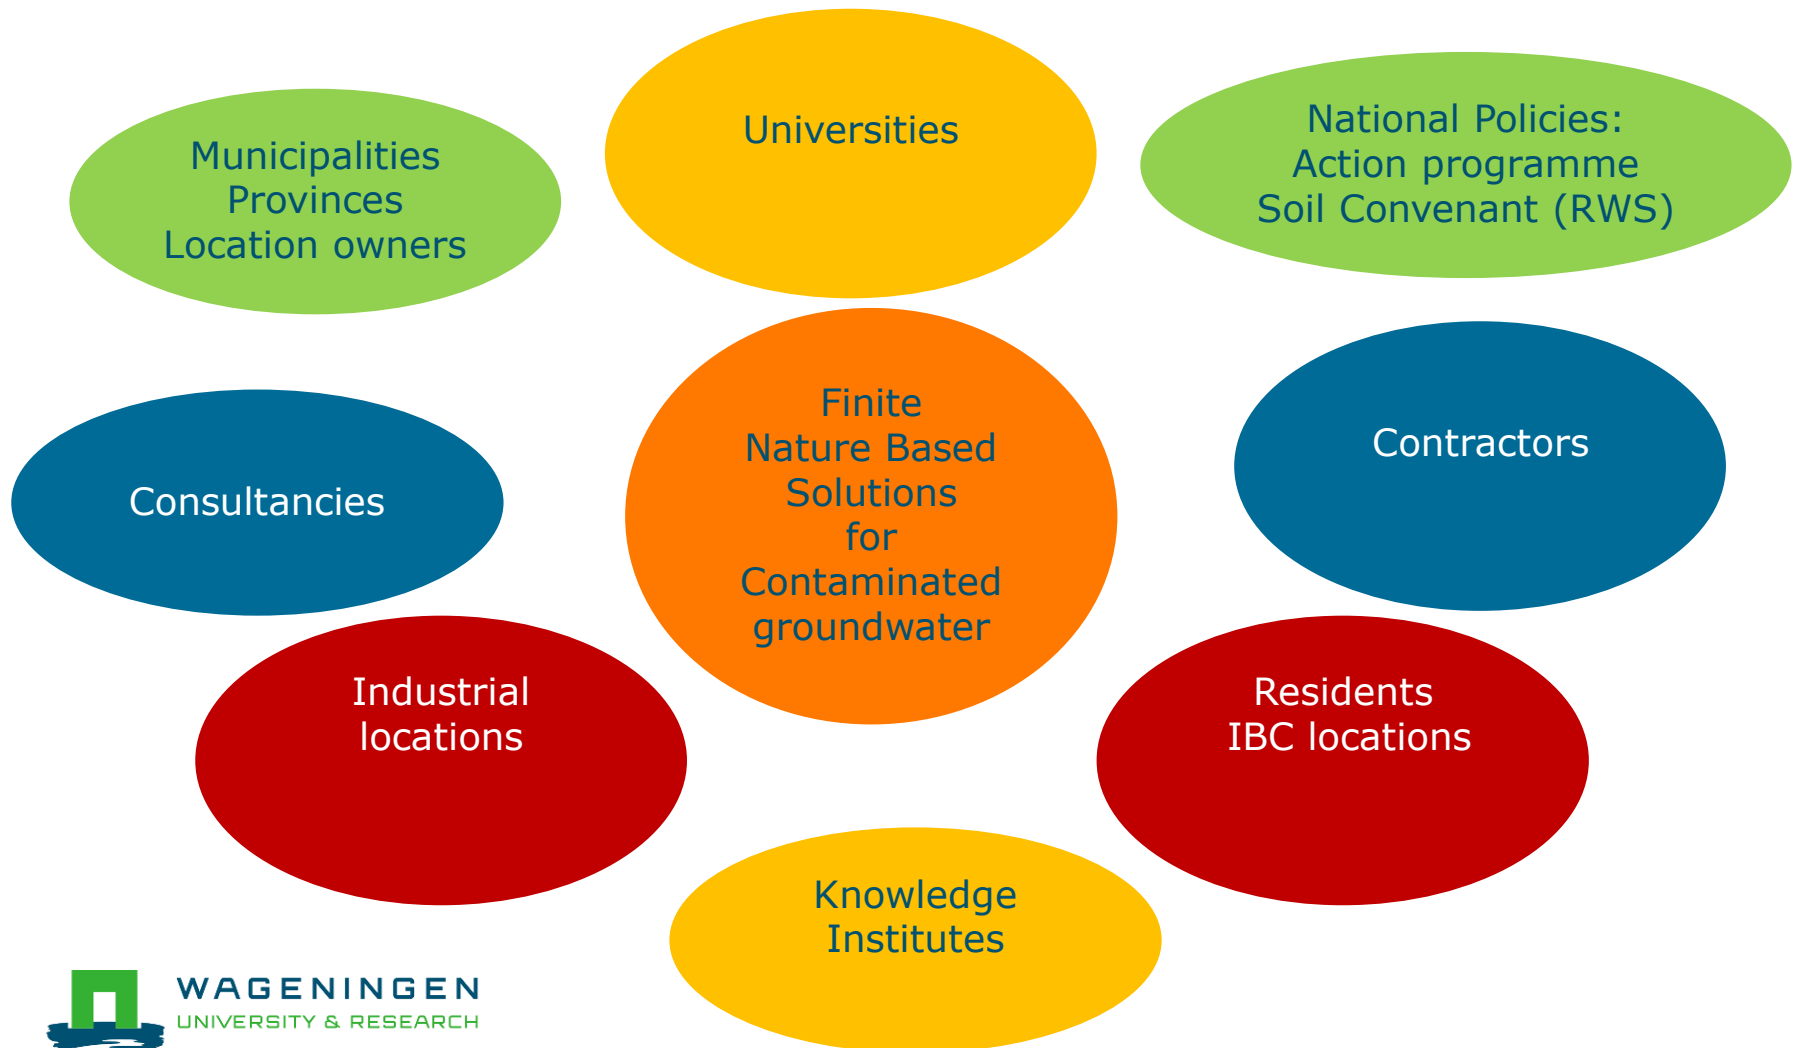 Municipalities
Provinces
Location owners
Universities
National Policies:
Action programme
Soil Convenant (RWS)
Consultancies
Finite
Nature Based
Solutions
for
Contaminated
groundwater
Contractors
Industrial
locations
Residents
IBC locations
Knowledge
Institutes
WAGENINGEN
UNIVERSITY & RESEARCH